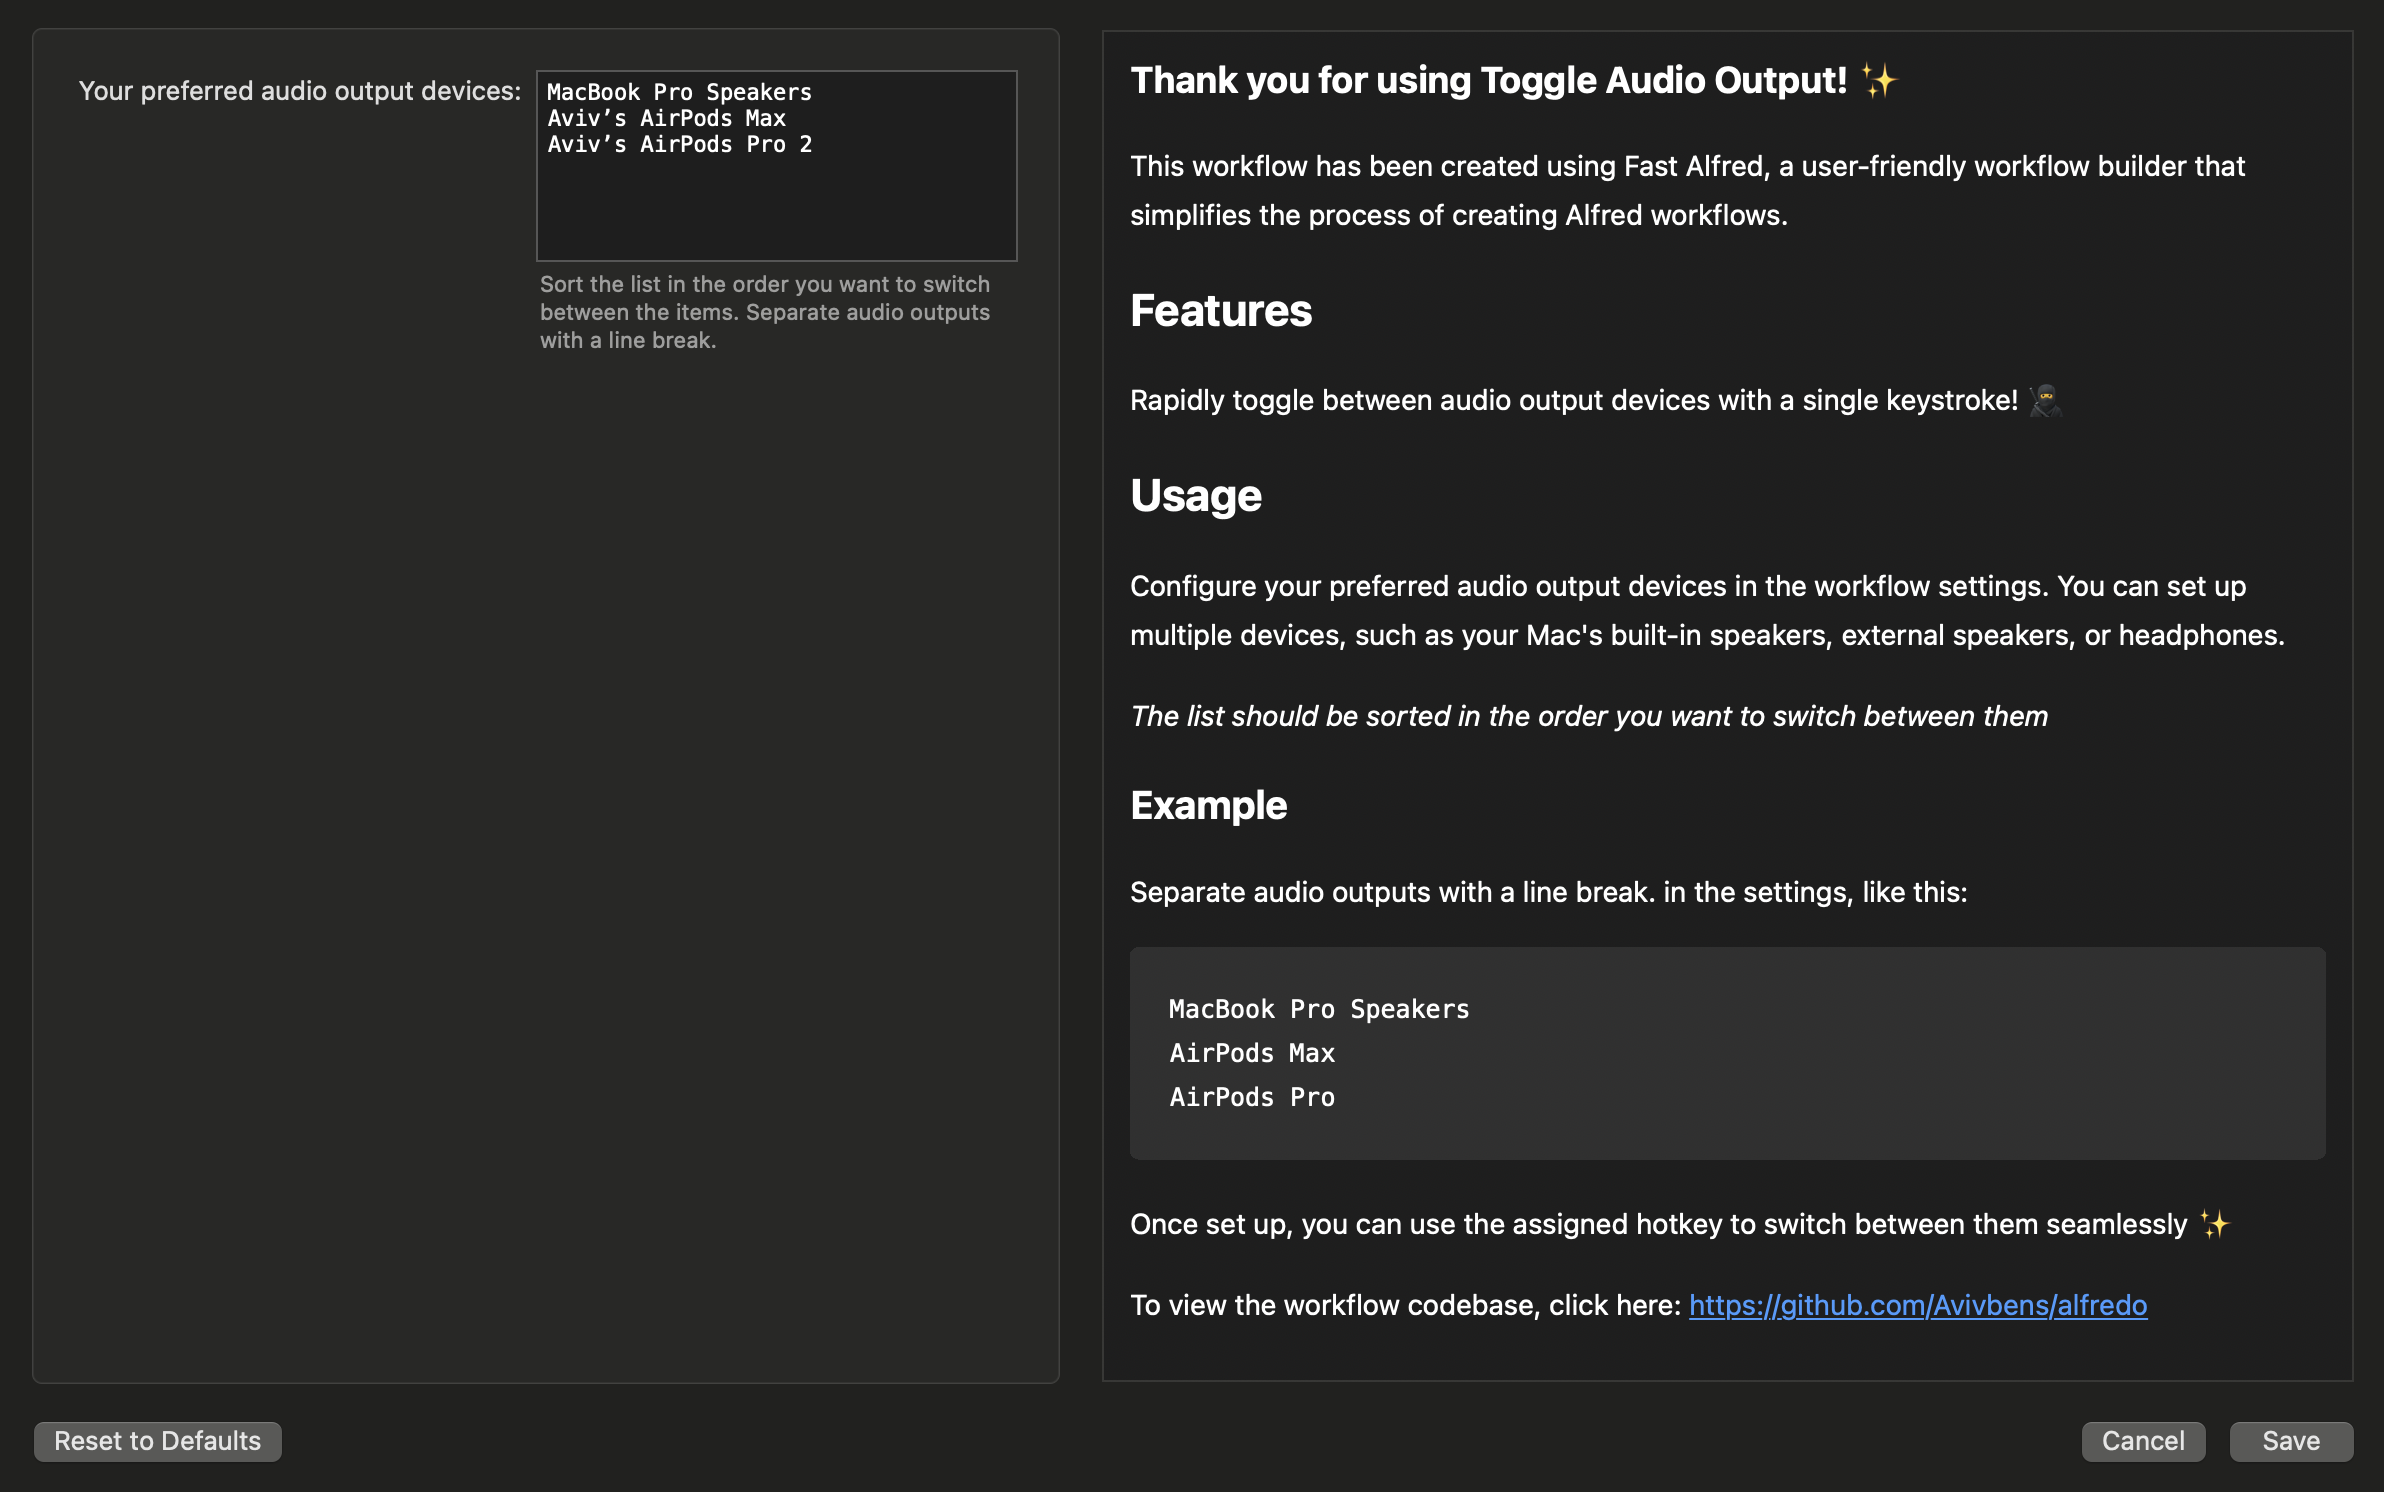 Your preferred audio output devices:
MacBook Pro Speakers
Aviv’s AirPods Max
Aviv’s AirPods Pro 2
Sort the list in the order you want to switch
between the items. Separate audio outputs
with a line break.
Thank you for using Toggle Audio Output! ✨
This workflow has been created using Fast Alfred, a user-friendly workflow builder that
simplifies the process of creating Alfred workflows.
Features
Rapidly toggle between audio output devices with a single keystroke! 🥷
Usage
Configure your preferred audio output devices in the workflow settings. You can set up
multiple devices, such as your Mac's built-in speakers, external speakers, or headphones.
The list should be sorted in the order you want to switch between them
Example
Separate audio outputs with a line break. in the settings, like this:
MacBook Pro Speakers
AirPods Max
AirPods Pro
Once set up, you can use the assigned hotkey to switch between them seamlessly ✨
To view the workflow codebase, click here: https://github.com/Avivbens/alfredo
Reset to Defaults
Cancel
Save